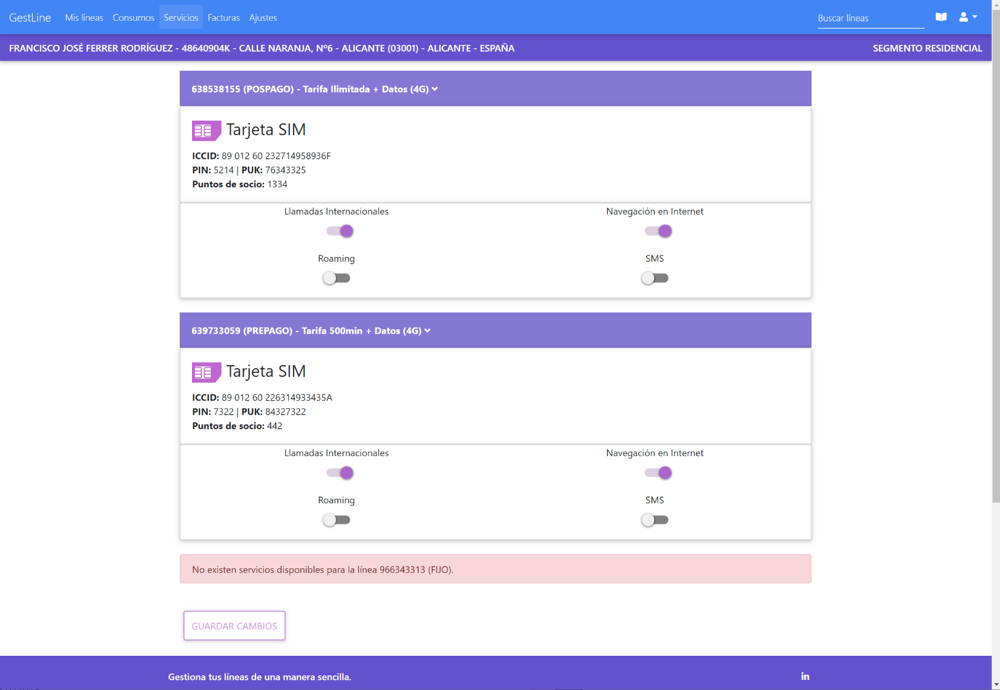 GestLine Mis líneas Consumos Servicios Facturas Ajustes Buscar líneas
FRANCISCO JOSÉ FERRER RODRÍGUEZ - 48640904K - CALLE NARANJA, Nº6 - ALICANTE (03001) - ALICANTE - ESPAÑA SEGMENTO RESIDENCIAL
638538155 (POSPAGO) - Tarifa Ilimitada + Datos (4G)
Tarjeta SIM
ICCID: 89 012 60 232714958936F
PIN: 5214 | PUK: 76343325
Puntos de socio: 1334
Llamadas Internacionales Navegación en Internet
Roaming SMS
639733059 (PREPAGO) - Tarifa 500min + Datos (4G)
Tarjeta SIM
ICCID: 89 012 60 226314933435A
PIN: 7322 | PUK: 84327322
Puntos de socio: 442
Llamadas Internacionales Navegación en Internet
Roaming SMS
No existen servicios disponibles para la línea 966343313 (FIJO).
GUARDAR CAMBIOS
Gestiona tus líneas de una manera sencilla. in